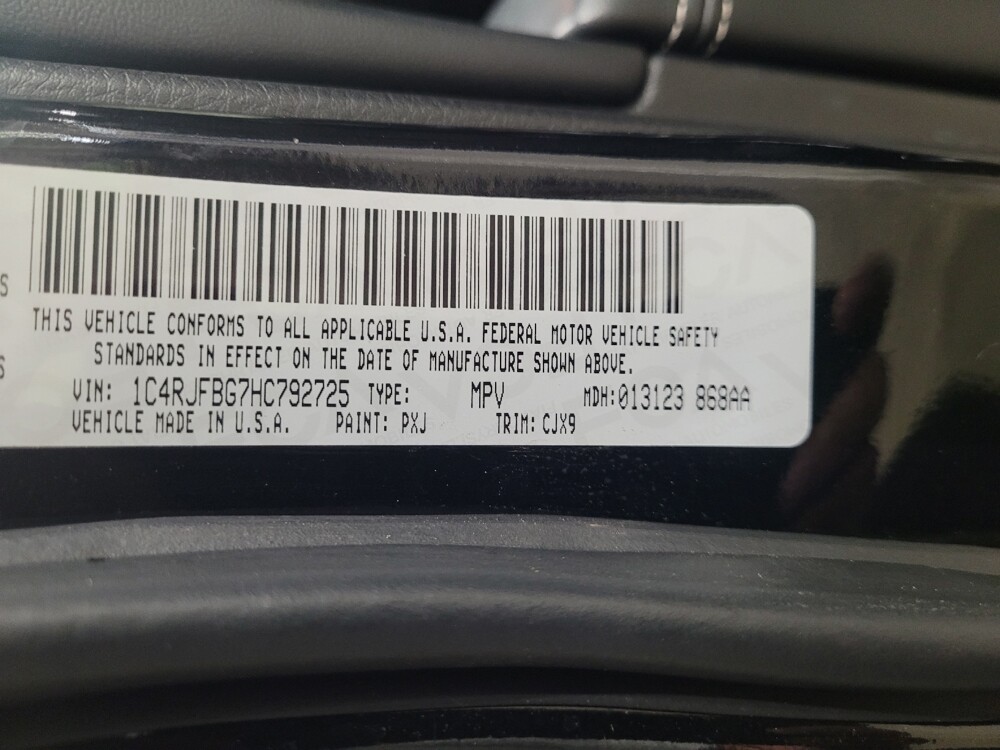 THIS VEHICLE CONFORMS TO ALL APPLICABLE U.S.A. FEDERAL MOTOR VEHICLE SAFETY
STANDARDS IN EFFECT ON THE DATE OF MANUFACTURE SHOWN ABOVE.
VIN: 1C4RJFBG7HC792725 TYPE: MPV MDH:013123 868AA
VEHICLE MADE IN U.S.A. PAINT: PXJ TRIM: CJX9